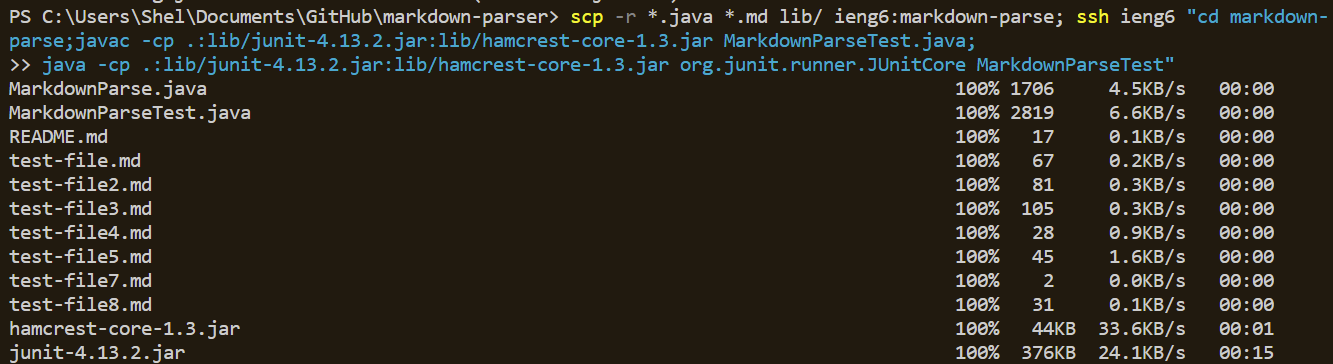 PS C:\Users\Shel\Documents\GitHub\markdown-parser> scp -r *.java *.md lib/ ieng6:markdown-parse; ssh ieng6 "cd markdown-
parse;javac -cp .:lib/junit-4.13.2.jar:lib/hamcrest-core-1.3.jar MarkdownParseTest.java;
>> java -cp .:lib/junit-4.13.2.jar:lib/hamcrest-core-1.3.jar org.junit.runner.JUnitCore MarkdownParseTest"
MarkdownParse.java 100% 1706 4.5KB/s 00:00
MarkdownParseTest.java 100% 2819 6.6KB/s 00:00
README.md 100% 17 0.1KB/s 00:00
test-file.md 100% 67 0.2KB/s 00:00
test-file2.md 100% 81 0.3KB/s 00:00
test-file3.md 100% 105 0.3KB/s 00:00
test-file4.md 100% 28 0.9KB/s 00:00
test-file5.md 100% 45 1.6KB/s 00:00
test-file7.md 100% 2 0.0KB/s 00:00
test-file8.md 100% 31 0.1KB/s 00:00
hamcrest-core-1.3.jar 100% 44KB 33.6KB/s 00:01
junit-4.13.2.jar 100% 376KB 24.1KB/s 00:15